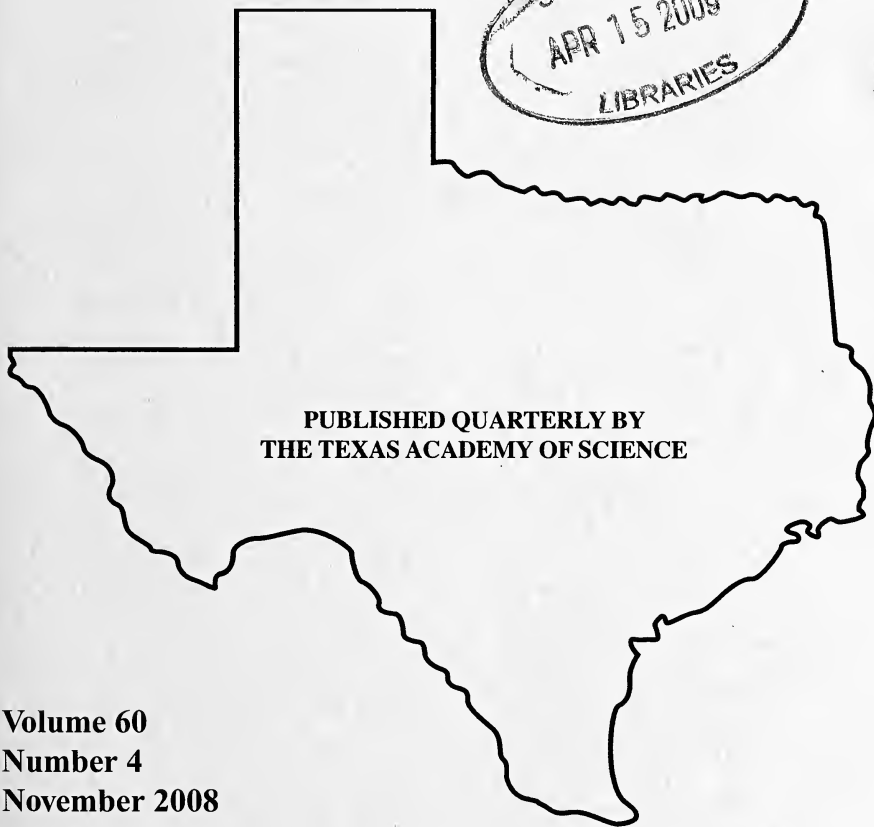 APR 15 2009
LIBRARIES
PUBLISHED QUARTERLY BY
THE TEXAS ACADEMY OF SCIENCE
Volume 60
Number 4
November 2008